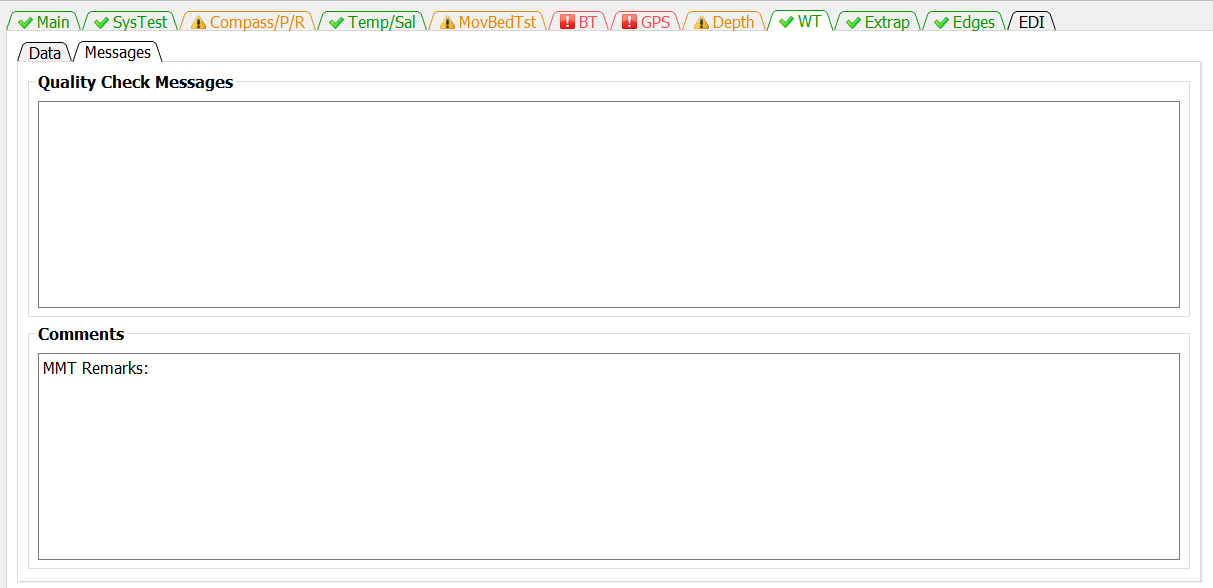 Main SysTest Compass/P/R Temp/Sal MovBedTst BT GPS Depth WT Extrap Edges EDI
Data Messages
Quality Check Messages
Comments
MMT Remarks: